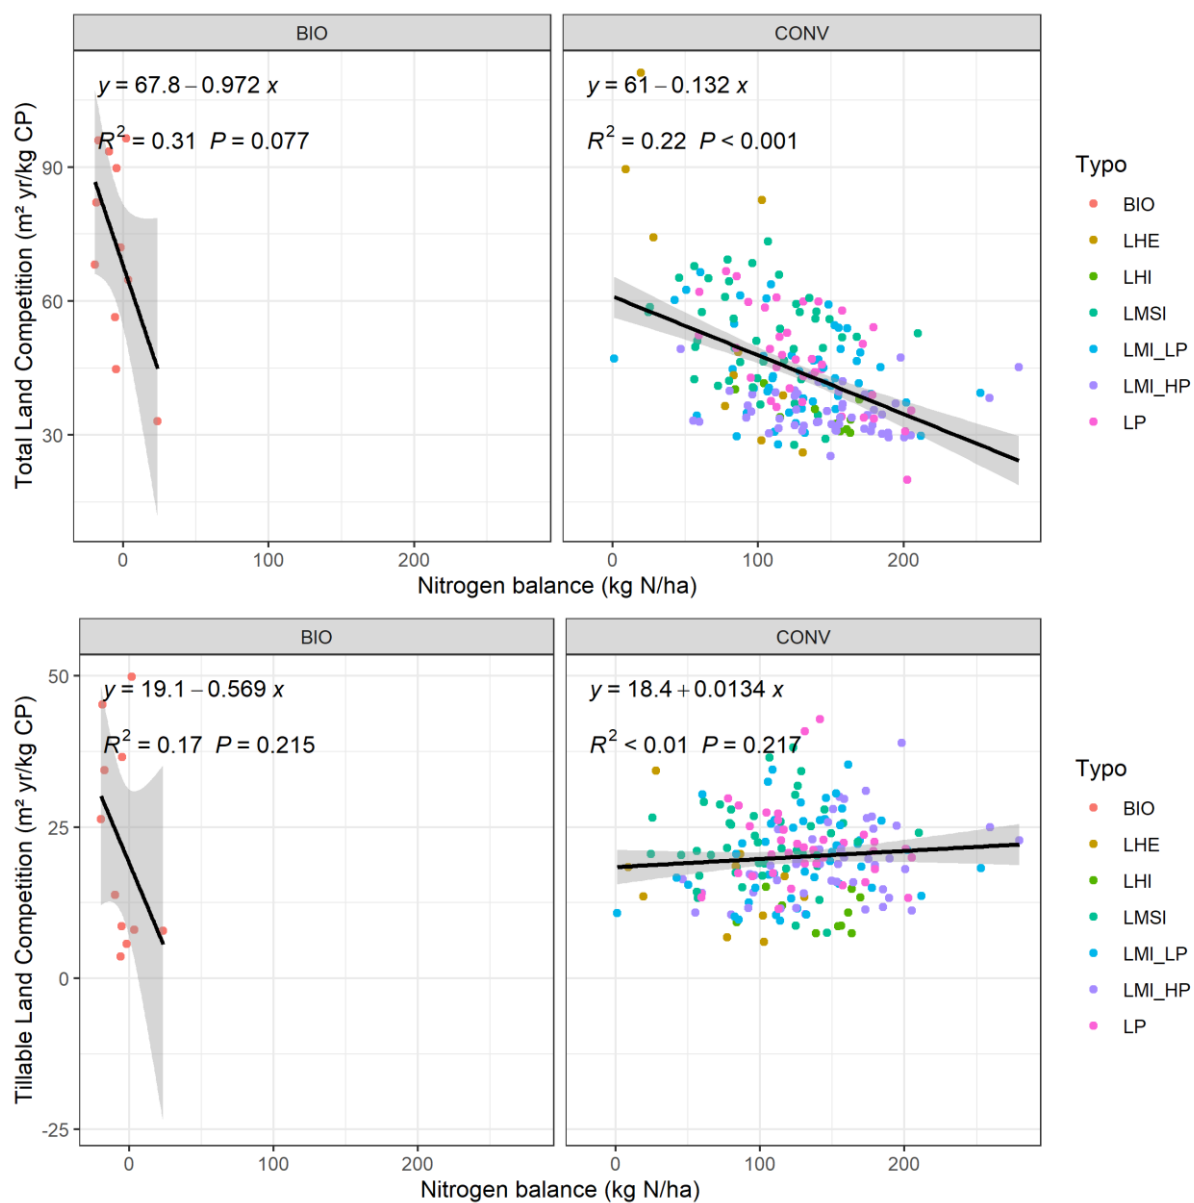 BIO
CONV
y = 67.8 − 0.972 x
R² = 0.31 P = 0.077
y = 61 − 0.132 x
R² = 0.22 P < 0.001
Total Land Competition (m² yr/kg CP)
90
60
30
0
100
200
0
100
200
Nitrogen balance (kg N/ha)
Typo
BIO
LHE
LHI
LMSI
LMI_LP
LMI_HP
LP
BIO
CONV
y = 19.1 − 0.569 x
R² = 0.17 P = 0.215
y = 18.4 + 0.0134 x
R² < 0.01 P = 0.217
Tillable Land Competition (m² yr/kg CP)
50
25
0
-25
0
100
200
0
100
200
Nitrogen balance (kg N/ha)
Typo
BIO
LHE
LHI
LMSI
LMI_LP
LMI_HP
LP